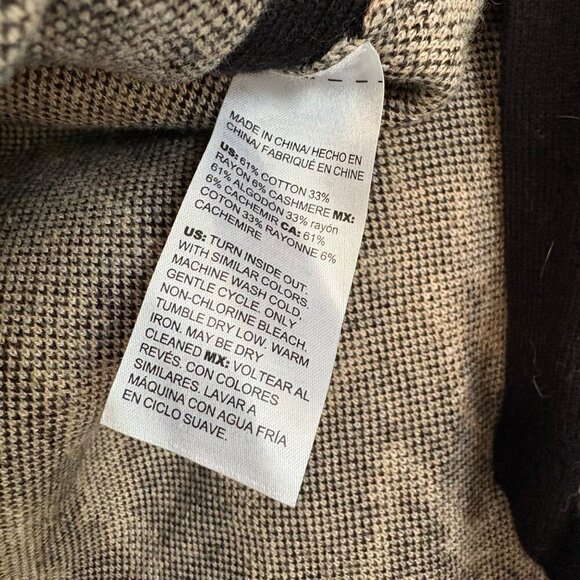 MADE IN CHINA/ HECHO EN
CHINA/ FABRIQUÉ EN CHINE
US: 61% COTTON 33%
RAYON 6% CASHMERE MX:
61% ALGODÓN 33% rayón
6% CACHEMIR CA: 61%
COTON 33% RAYONNE 6%
CACHEMIRE
US: TURN INSIDE OUT.
WITH SIMILAR COLORS.
MACHINE WASH COLD.
GENTLE CYCLE. ONLY
NON-CHLORINE BLEACH.
TUMBLE DRY LOW. WARM
IRON. MAY BE DRY
CLEANED MX: VOLTEAR AL
REVÉS. CON COLORES
SIMILARES. LAVAR A
MÁQUINA CON AGUA FRÍA
EN CICLO SUAVE.